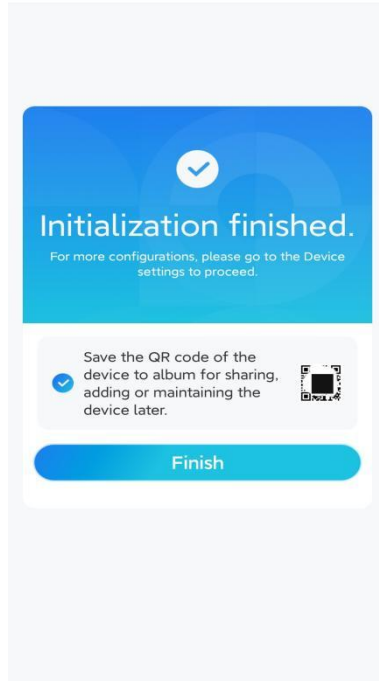 Initialization finished.
For more configurations, please go to the Device
settings to proceed.
Save the QR code of the
device to album for sharing,
adding or maintaining the
device later.
Finish